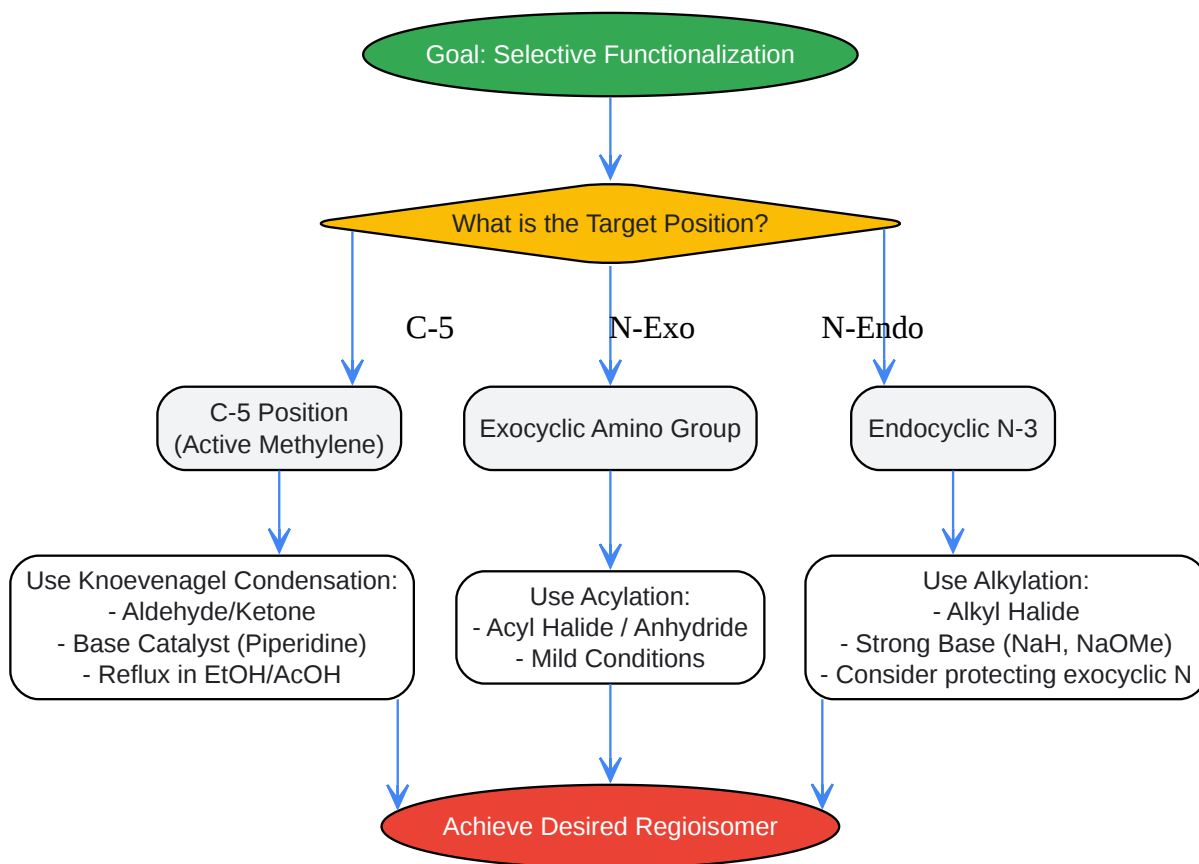 Goal: Selective Functionalization
What is the Target Position?
C-5
N-Exo
N-Endo
C-5 Position
(Active Methylene)
Exocyclic Amino Group
Endocyclic N-3
Use Knoevenagel Condensation:
- Aldehyde/Ketone
- Base Catalyst (Piperidine)
- Reflux in EtOH/AcOH
Use Acylation:
- Acyl Halide / Anhydride
- Mild Conditions
Use Alkylation:
- Alkyl Halide
- Strong Base (NaH, NaOMe)
- Consider protecting exocyclic N
Achieve Desired Regioisomer